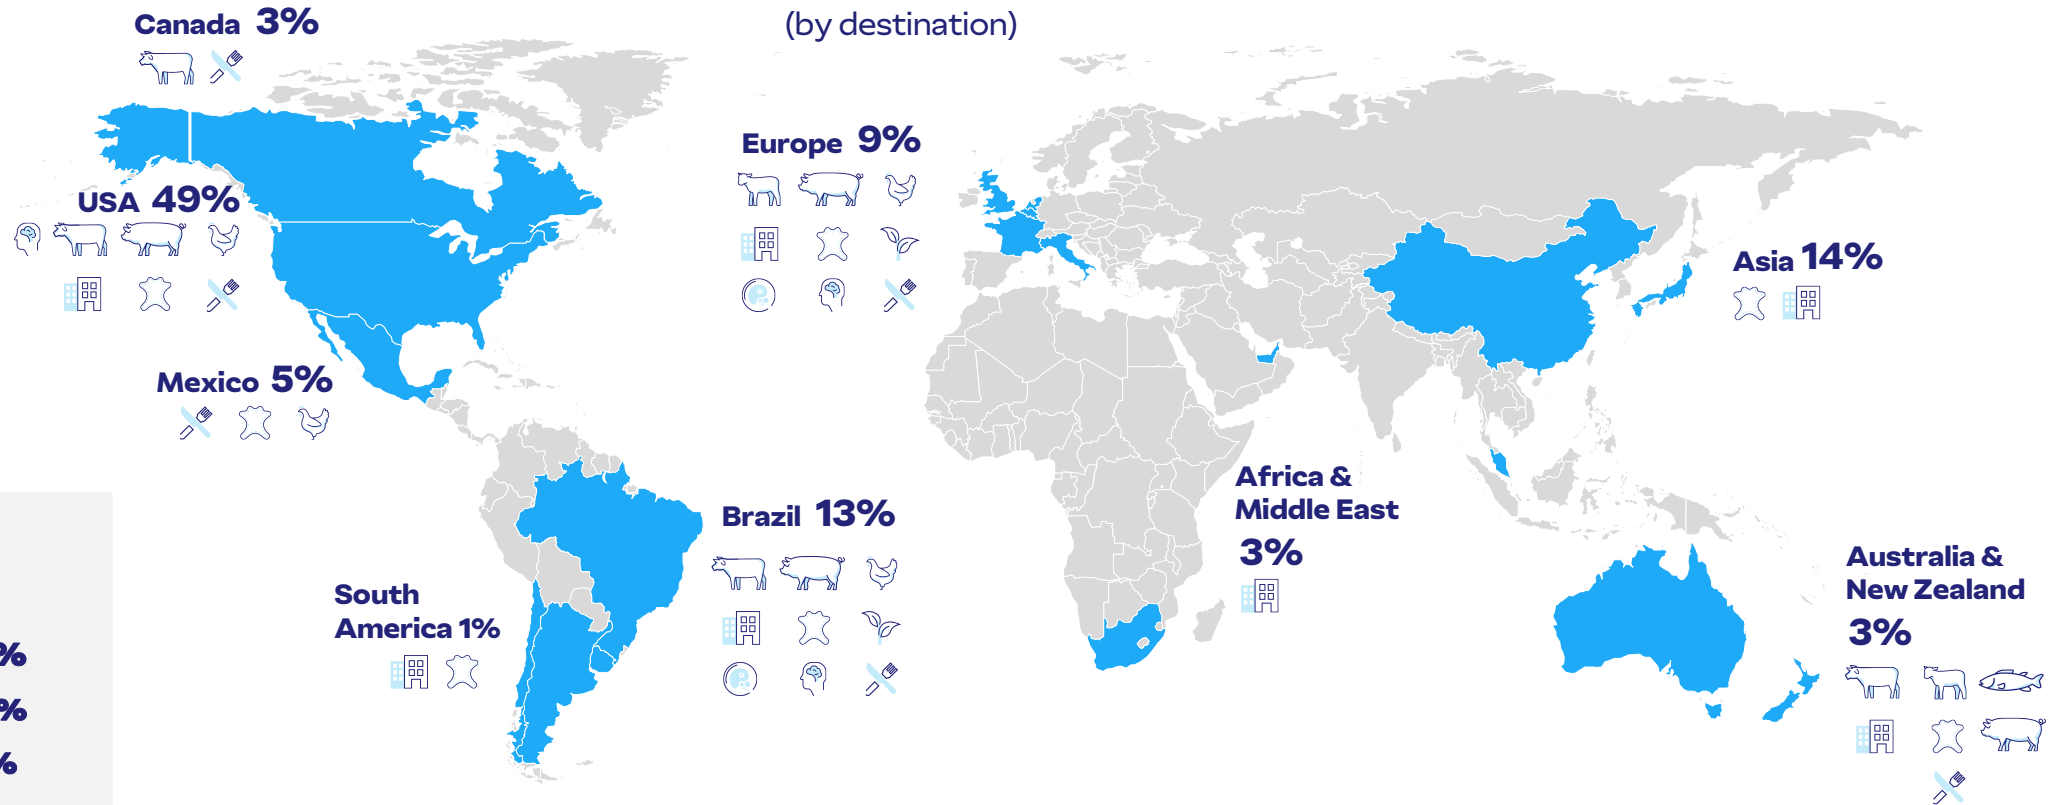 (by destination)
Canada 3%
USA 49%
Mexico 5%
Europe 9%
Asia 14%
Brazil 13%
South
America 1%
Africa &
Middle East
3%
Australia &
New Zealand
3%
%
%
%